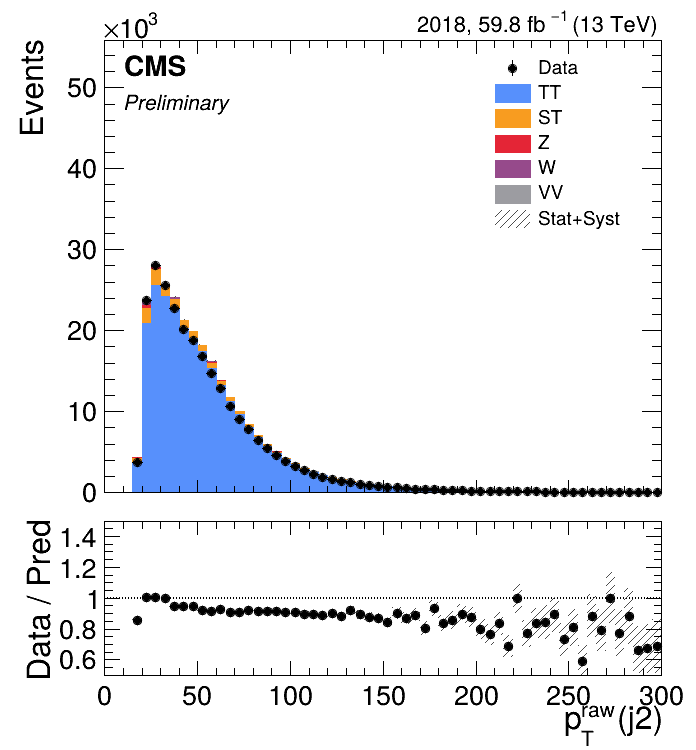 ×10³
2018, 59.8 fb⁻¹ (13 TeV)
CMS
Preliminary
Events
Data
TT
ST
Z
W
VV
Stat+Syst
50
40
30
20
10
0
Data / Pred
1.4
1.2
1
0.8
0.6
0 50 100 150 200 250 300
p_T^raw(j2)